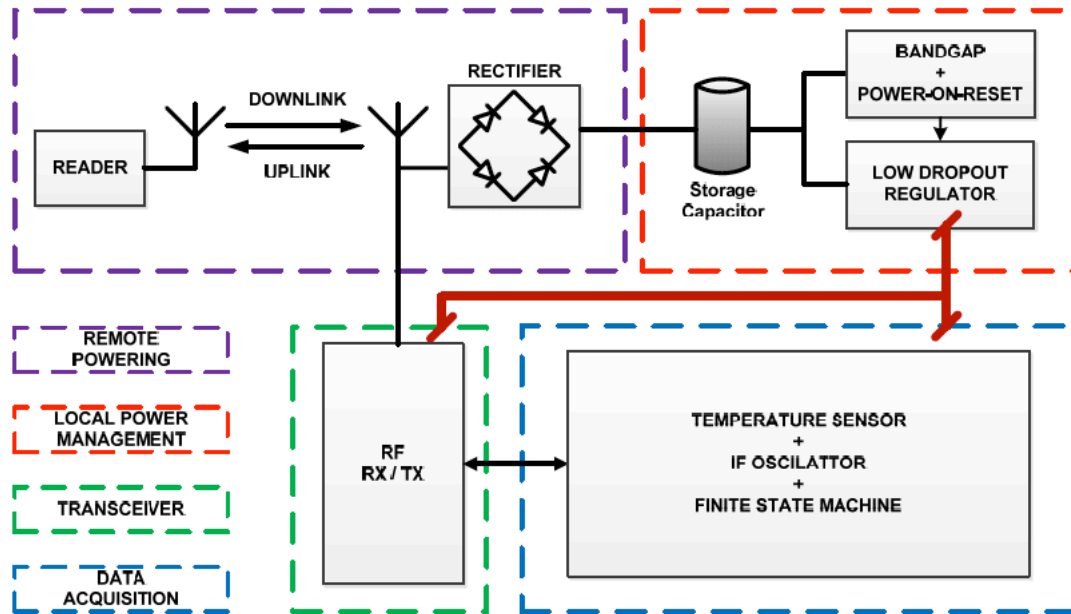 READER
DOWNLINK
UPLINK
RECTIFIER
Storage
Capacitor
BANDGAP
+
POWER-ON-RESET
LOW DROPOUT
REGULATOR
REMOTE
POWERING
LOCAL POWER
MANAGEMENT
TRANSCEIVER
DATA
ACQUISITION
RF
RX / TX
TEMPERATURE SENSOR
+
IF OSCILATTOR
+
FINITE STATE MACHINE